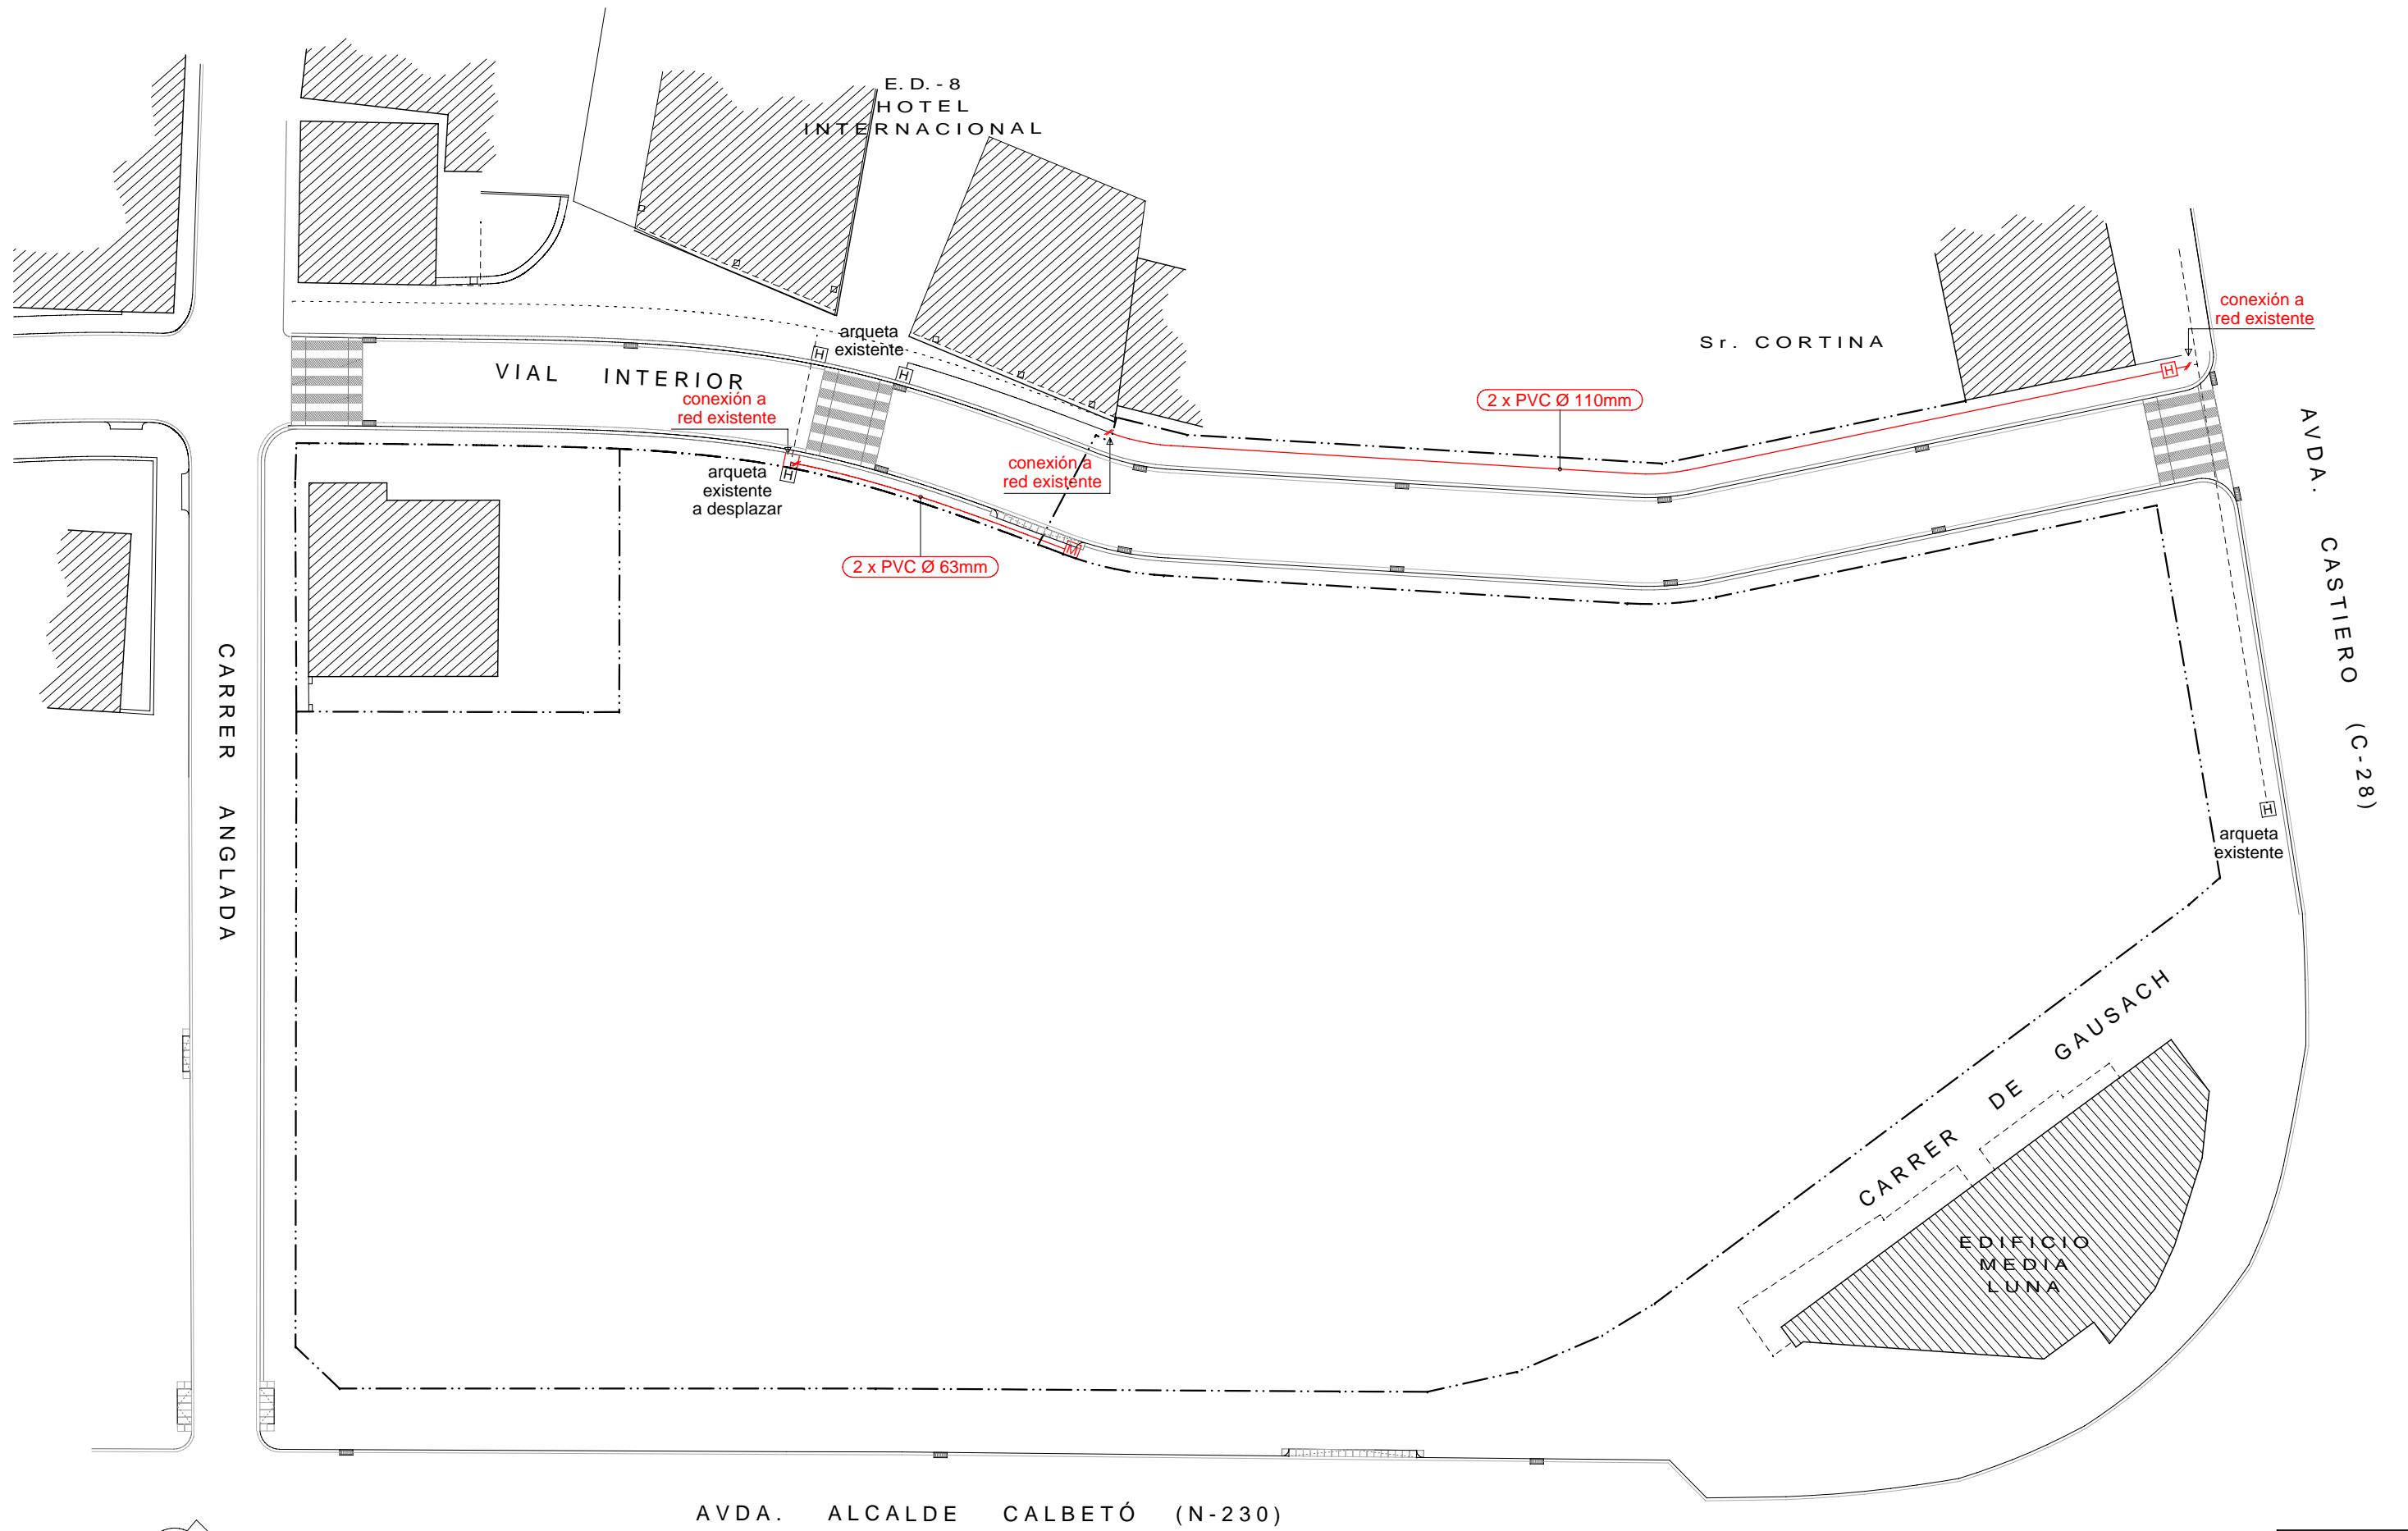 E.D.-8
HOTEL
INTERNACIONAL
conexión a
red existente
arqueta
existente
H
H
Sr. CORTINA
H
VIAL INTERIOR
conexión a
red existente
2 x PVC Ø 110mm
AVDA. CASTIERO (C-28)
H
H
arqueta
existente
a desplazar
conexión a
red existente
M
2 x PVC Ø 63mm
CARRER ANGLADA
H
arqueta
existente
CARRER DE GAUSACH
EDIFICIO
MEDIA
LUNA
AVDA. ALCALDE CALBETÓ (N-230)